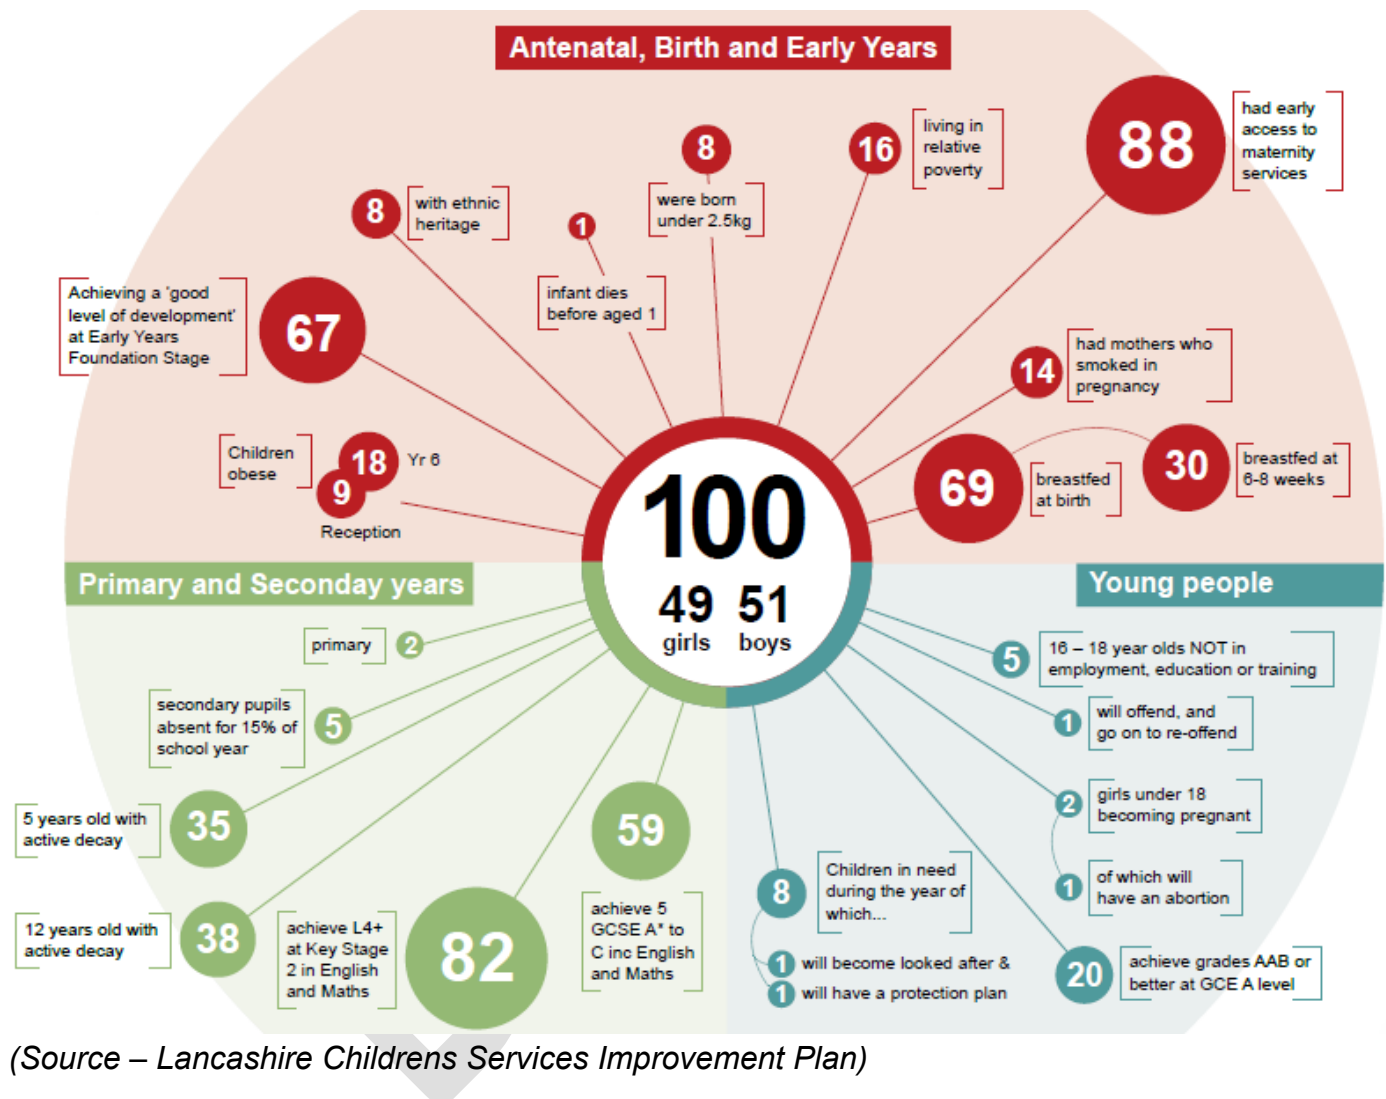 Antenatal, Birth and Early Years
88
had early
access to
maternity
services
16
living in
relative
poverty
8
were born
under 2.5kg
1
infant dies
before aged 1
8
with ethnic
heritage
67
Achieving a 'good
level of development'
at Early Years
Foundation Stage
Children
obese
18
Yr 6
9
Reception
14
had mothers who
smoked in
pregnancy
69
breastfed
at birth
30
breastfed at
6-8 weeks
100
49 51
girls boys
Primary and Seconday years
primary
2
secondary pupils
absent for 15% of
school year
5
5 years old with
active decay
35
12 years old with
active decay
38
achieve L4+
at Key Stage
2 in English
and Maths
82
59
achieve 5
GCSE A* to
C inc English
and Maths
Young people
5
16 – 18 year olds NOT in
employment, education or training
1
will offend, and
go on to re-offend
2
girls under 18
becoming pregnant
1
of which will
have an abortion
20
achieve grades AAB or
better at GCE A level
8
Children in need
during the year of
which...
1 will become looked after &
1 will have a protection plan
(Source – Lancashire Childrens Services Improvement Plan)